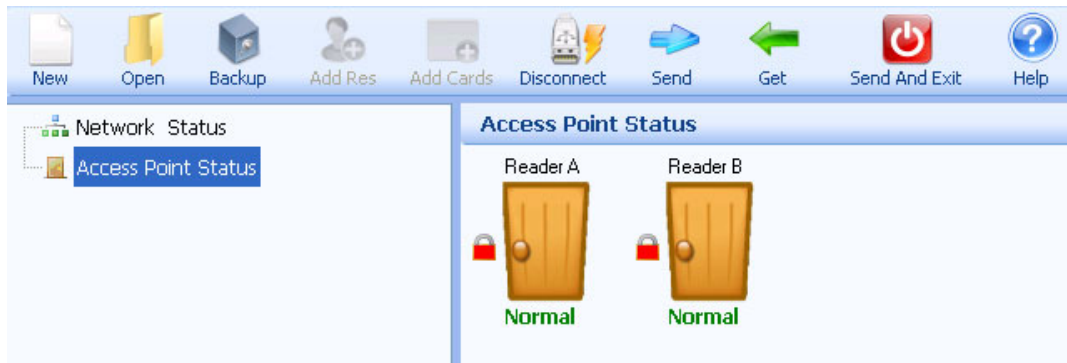 New Open Backup Add Res Add Cards Disconnect Send Get Send And Exit Help
Network Status
Access Point Status
Access Point Status
Reader A Reader B
Normal Normal